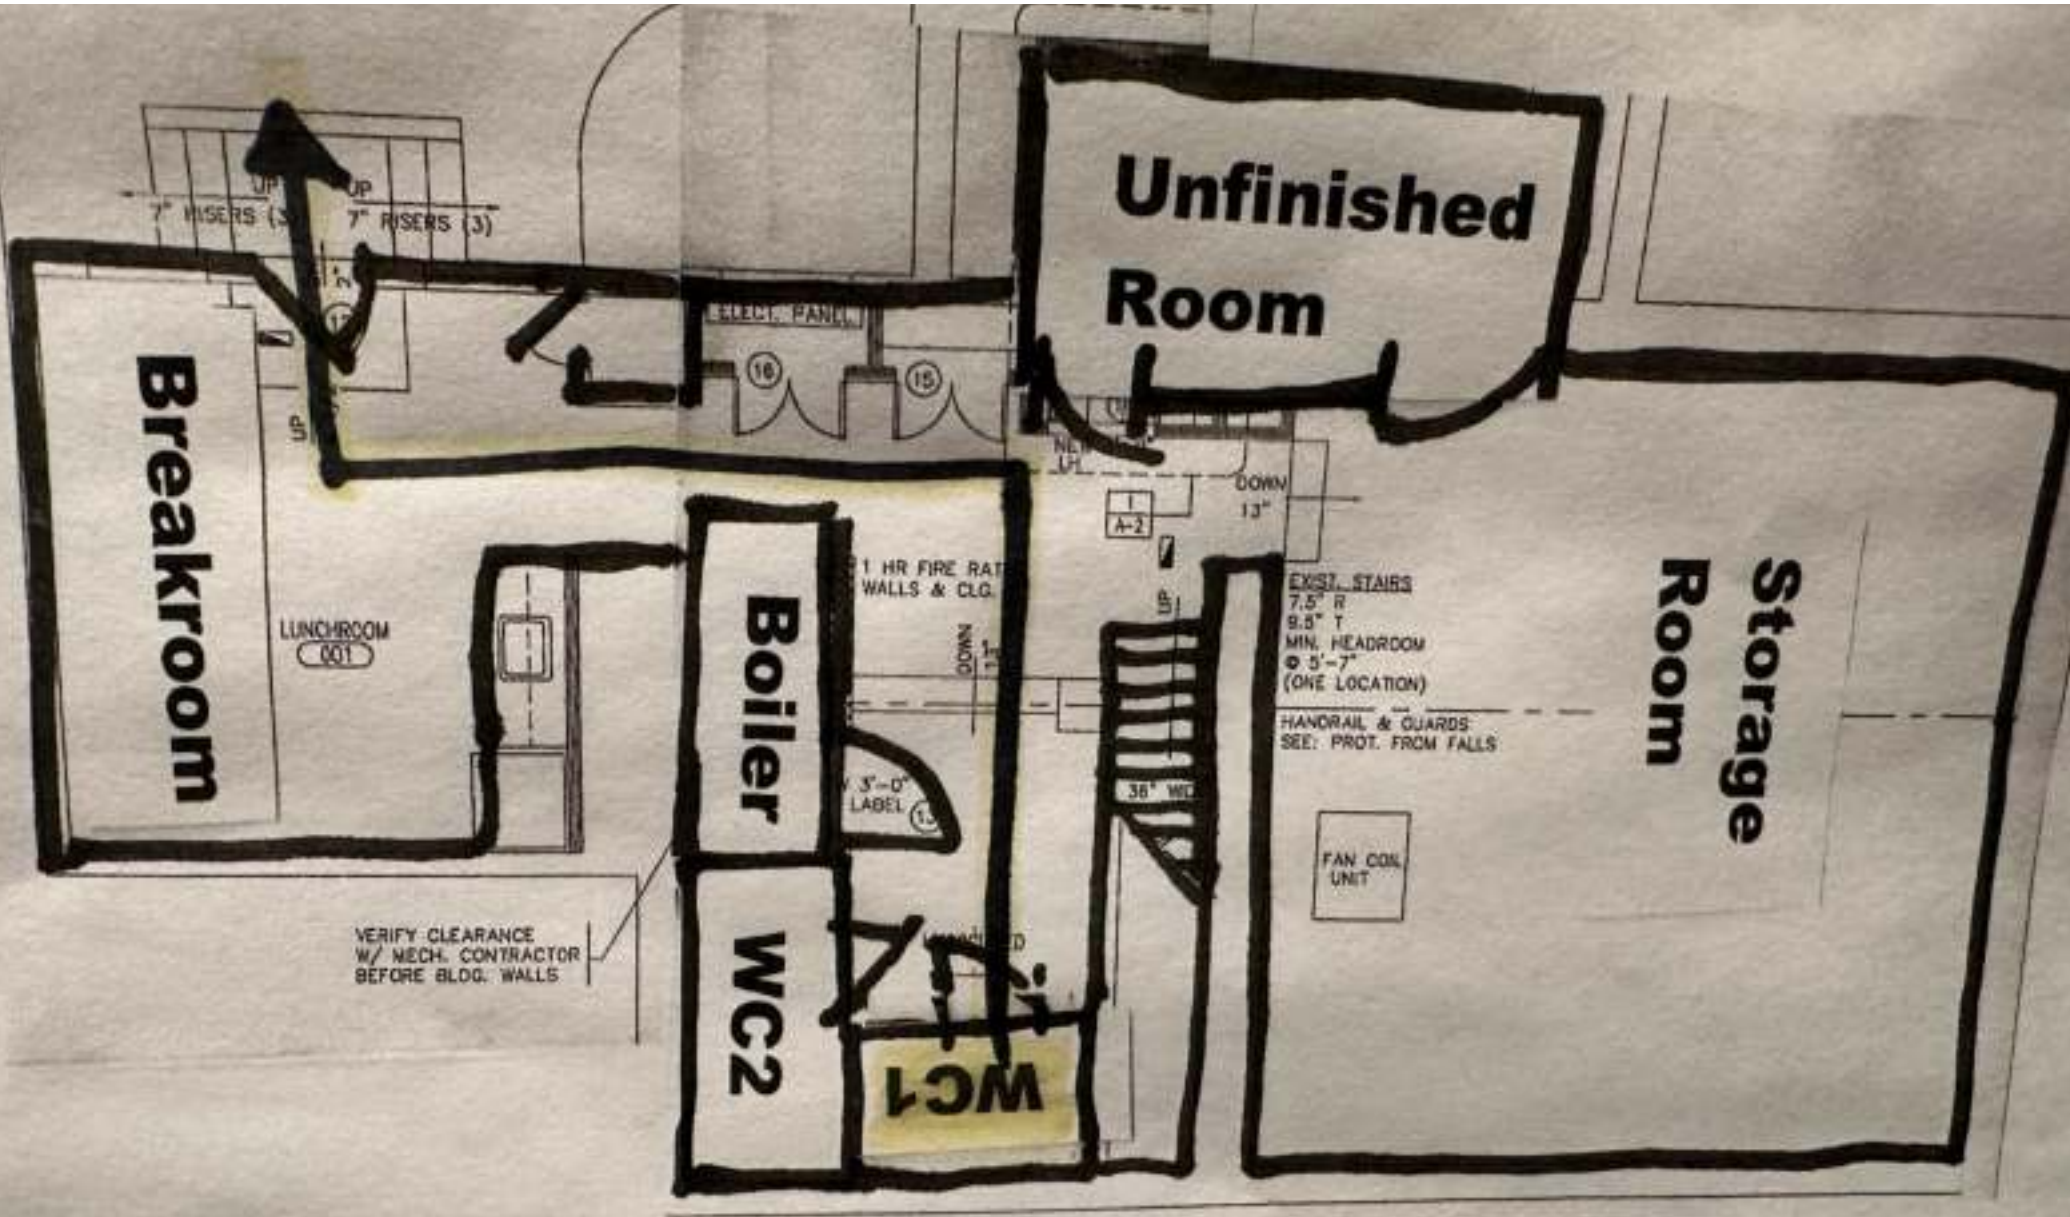 UP
UP
7" RISERS (3)
7" RISERS (3)
Unfinished
Room
ELECT. PANEL
16
15
UP
Breakroom
DOWN
13"
1
A-2
1 HR FIRE RAT
WALLS & CLG.
Boiler
DOWN
UP
LUNCHROOM
001
EXIST. STAIRS
7.5" R
9.5" T
MIN. HEADROOM
@ 5'-7"
(ONE LOCATION)
HANDRAIL & GUARDS
SEE: PROT. FROM FALLS
Storage
Room
3'-0"
LABEL
36" WID
FAN COIL
UNIT
VERIFY CLEARANCE
W/ MECH. CONTRACTOR
BEFORE BLDG. WALLS
WC2
WC1